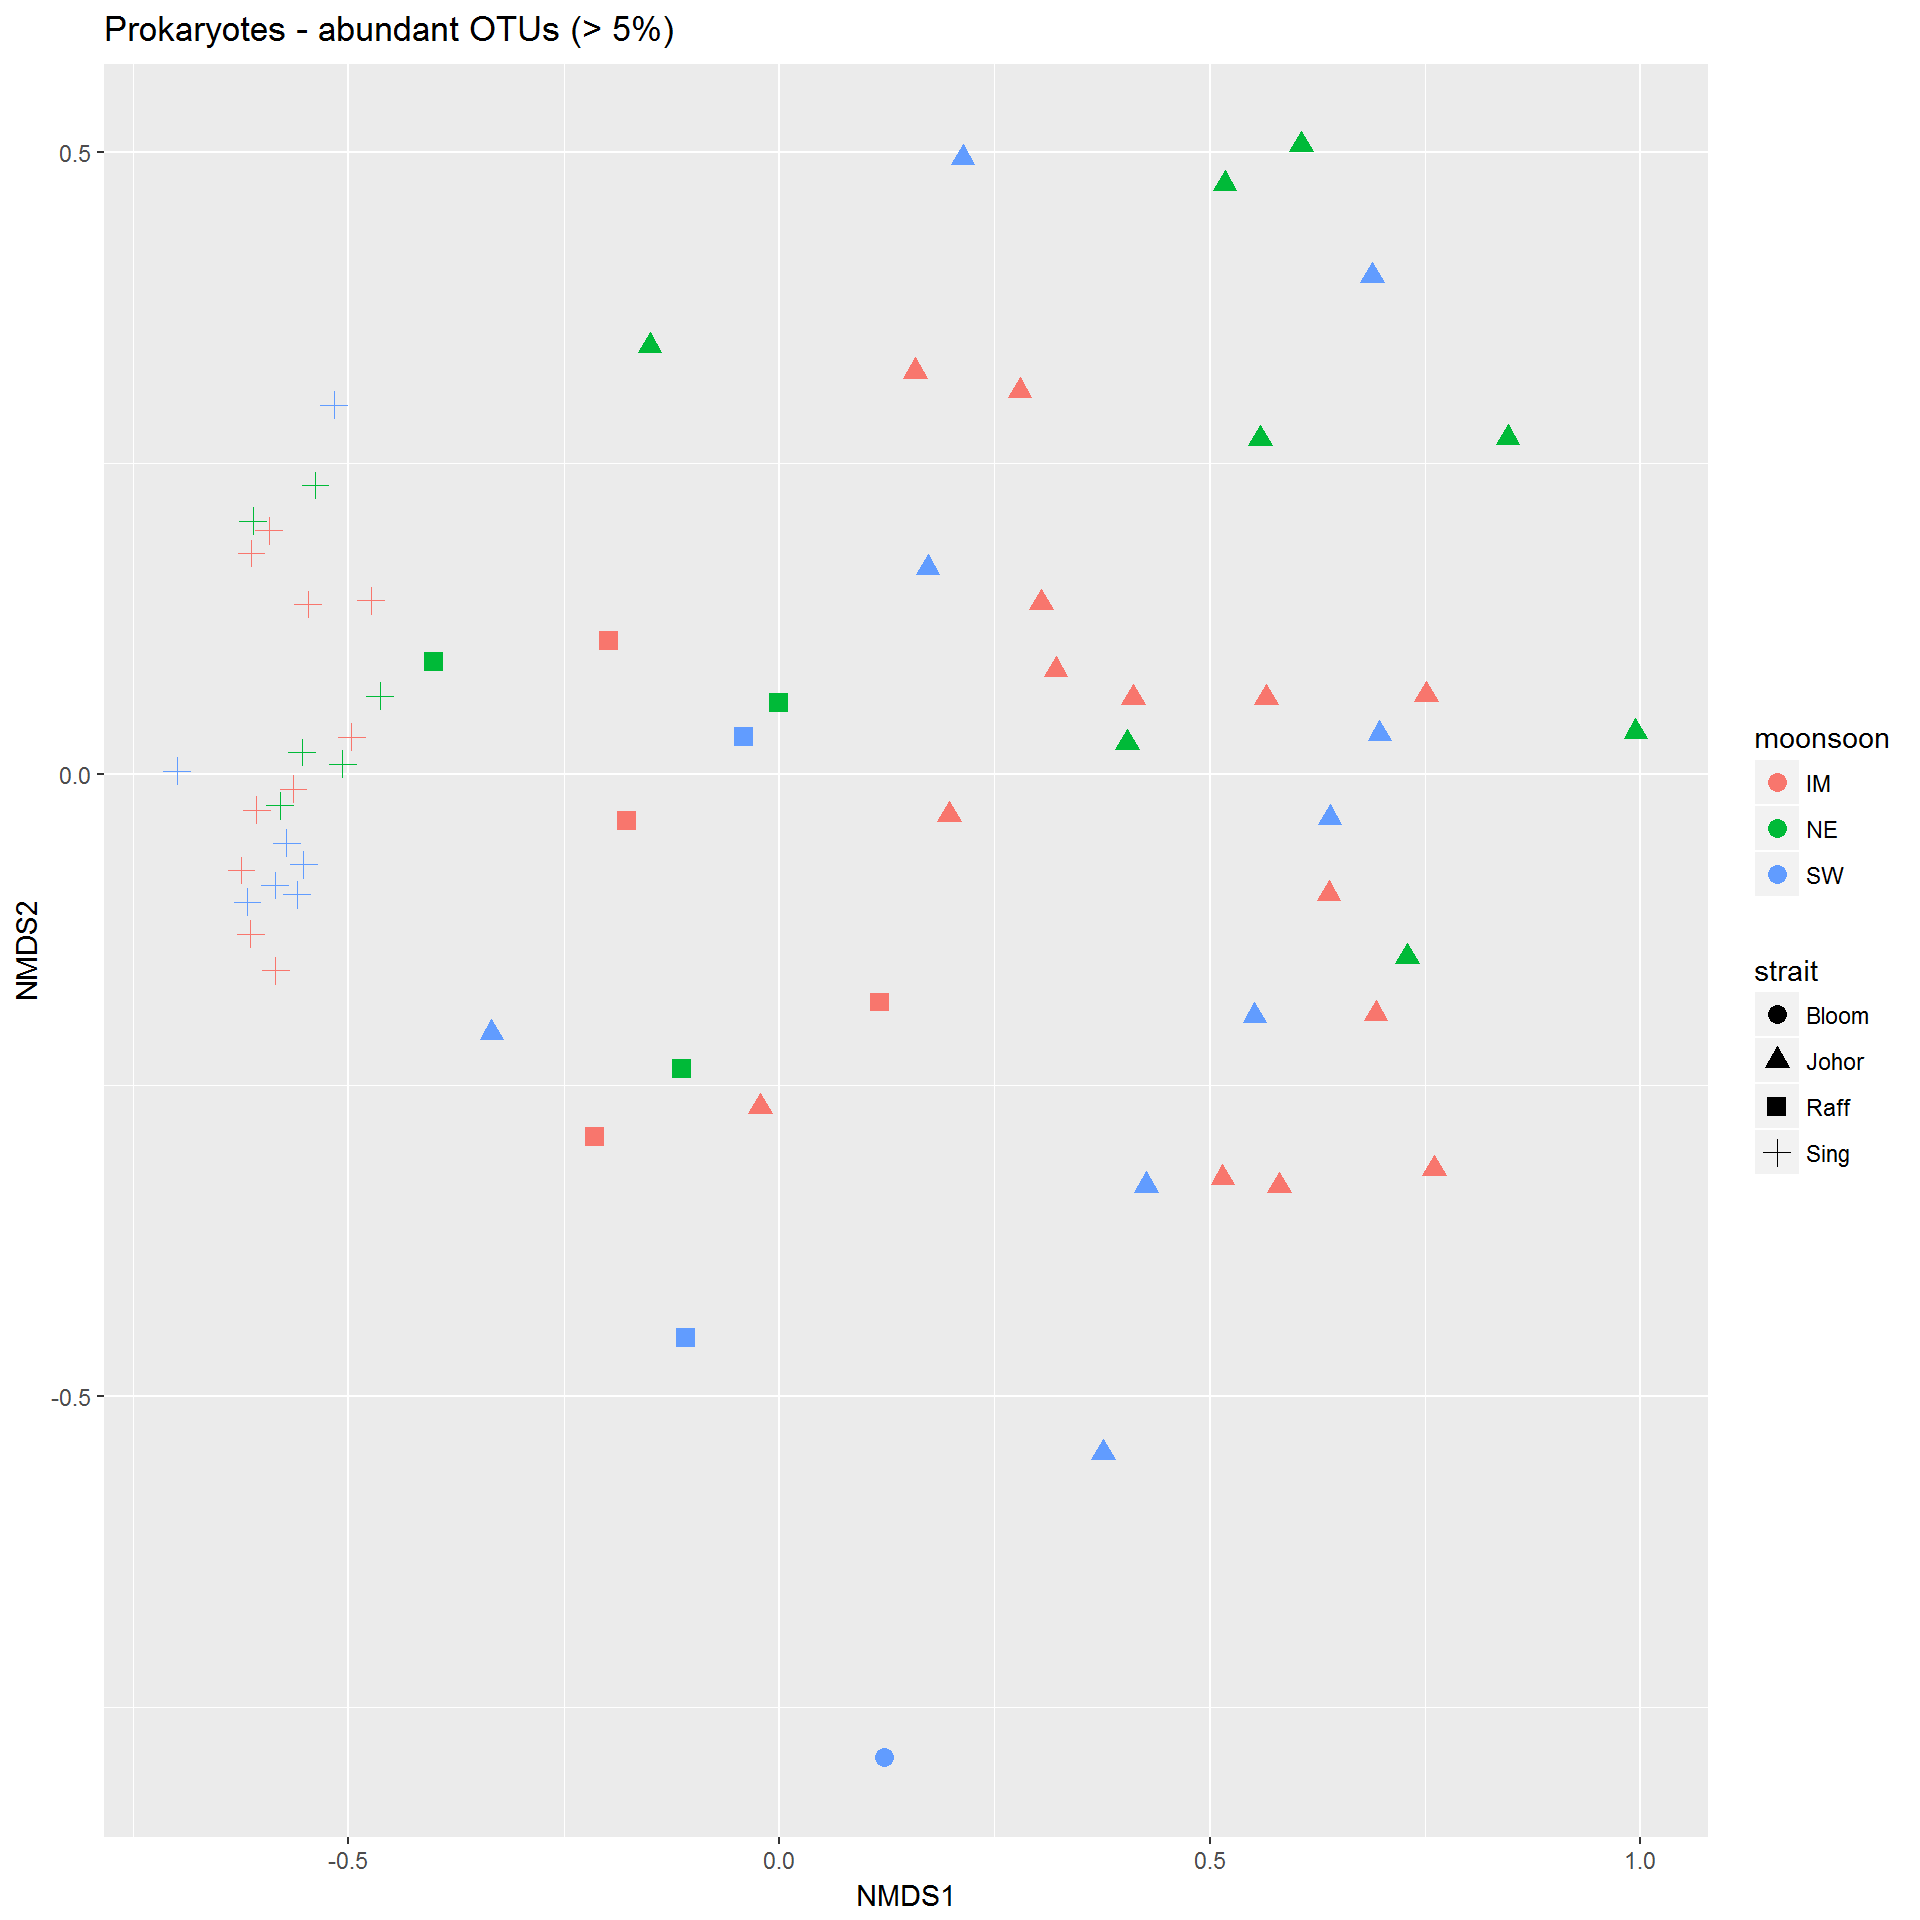 Prokaryotes - abundant OTUs (> 5%)
0.5
0.0
-0.5
NMDS2
-0.5
0.0
0.5
1.0
NMDS1
moonsoon
IM
NE
SW
strait
Bloom
Johor
Raff
Sing